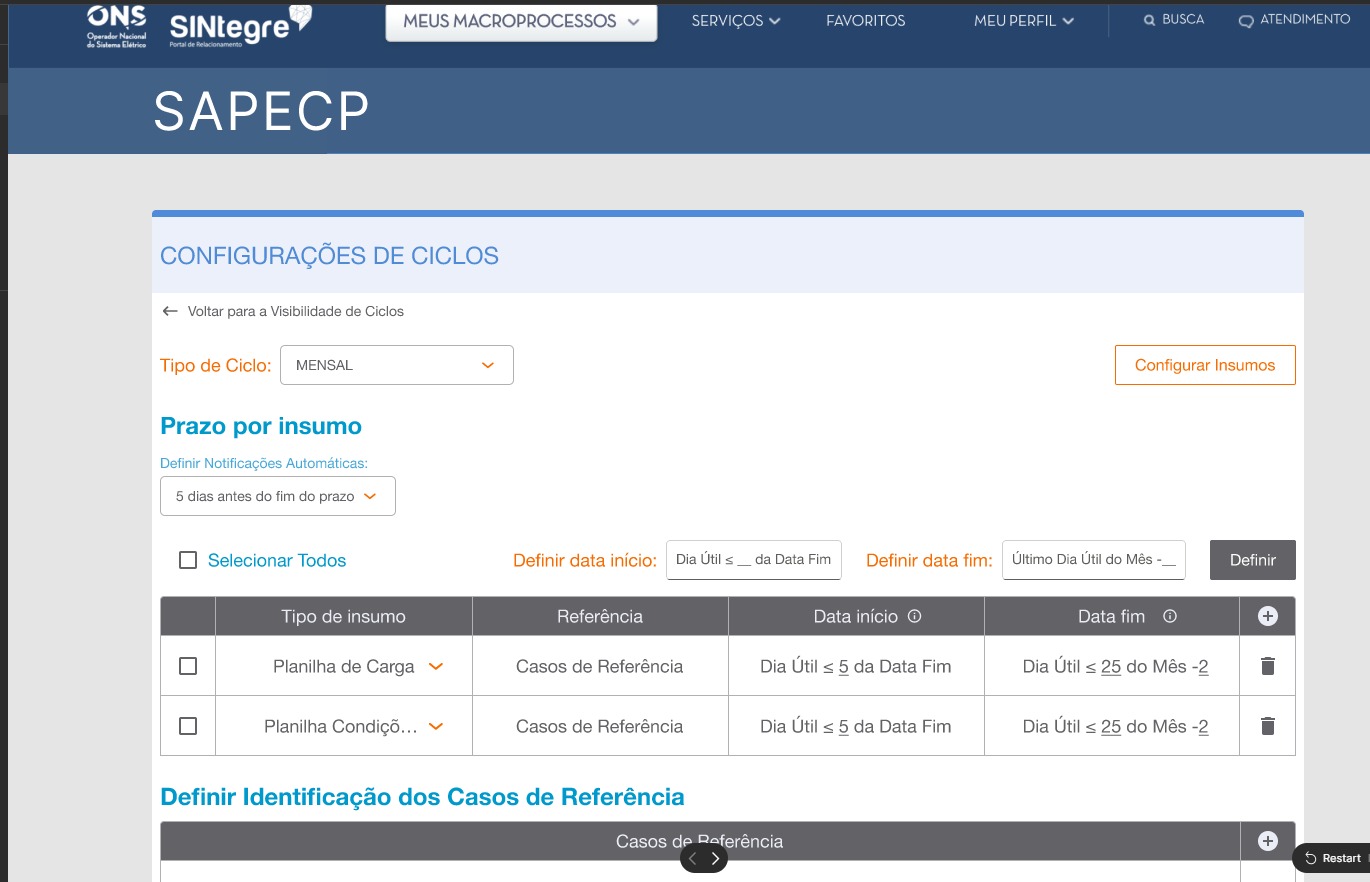 ONS
Operador Nacional
do Sistema Elétrico
SINtegre
Portal de Relacionamento
MEUS MACROPROCESSOS
SERVIÇOS
FAVORITOS
MEU PERFIL
BUSCA
ATENDIMENTO
SAPECP
CONFIGURAÇÕES DE CICLOS
Voltar para a Visibilidade de Ciclos
Tipo de Ciclo: MENSAL
Configurar Insumos
Prazo por insumo
Definir Notificações Automáticas:
5 dias antes do fim do prazo
Selecionar Todos
Definir data início: Dia Útil ≤ __ da Data Fim
Definir data fim: Último Dia Útil do Mês -__
Definir
Tipo de insumo Referência Data início Data fim
Planilha de Carga Casos de Referência Dia Útil ≤ 5 da Data Fim Dia Útil ≤ 25 do Mês -2
Planilha Condiçõ... Casos de Referência Dia Útil ≤ 5 da Data Fim Dia Útil ≤ 25 do Mês -2
Definir Identificação dos Casos de Referência
Casos de Referência
Restart